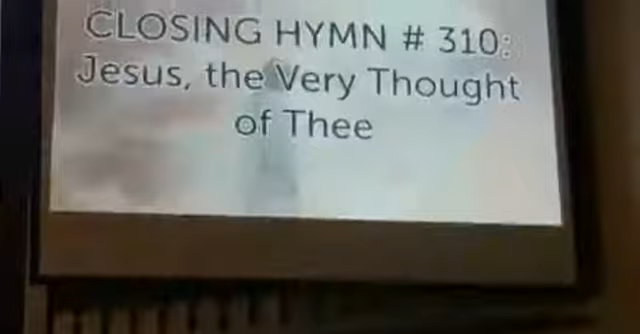 CLOSING HYMN # 310:
Jesus, the Very Thought
of Thee